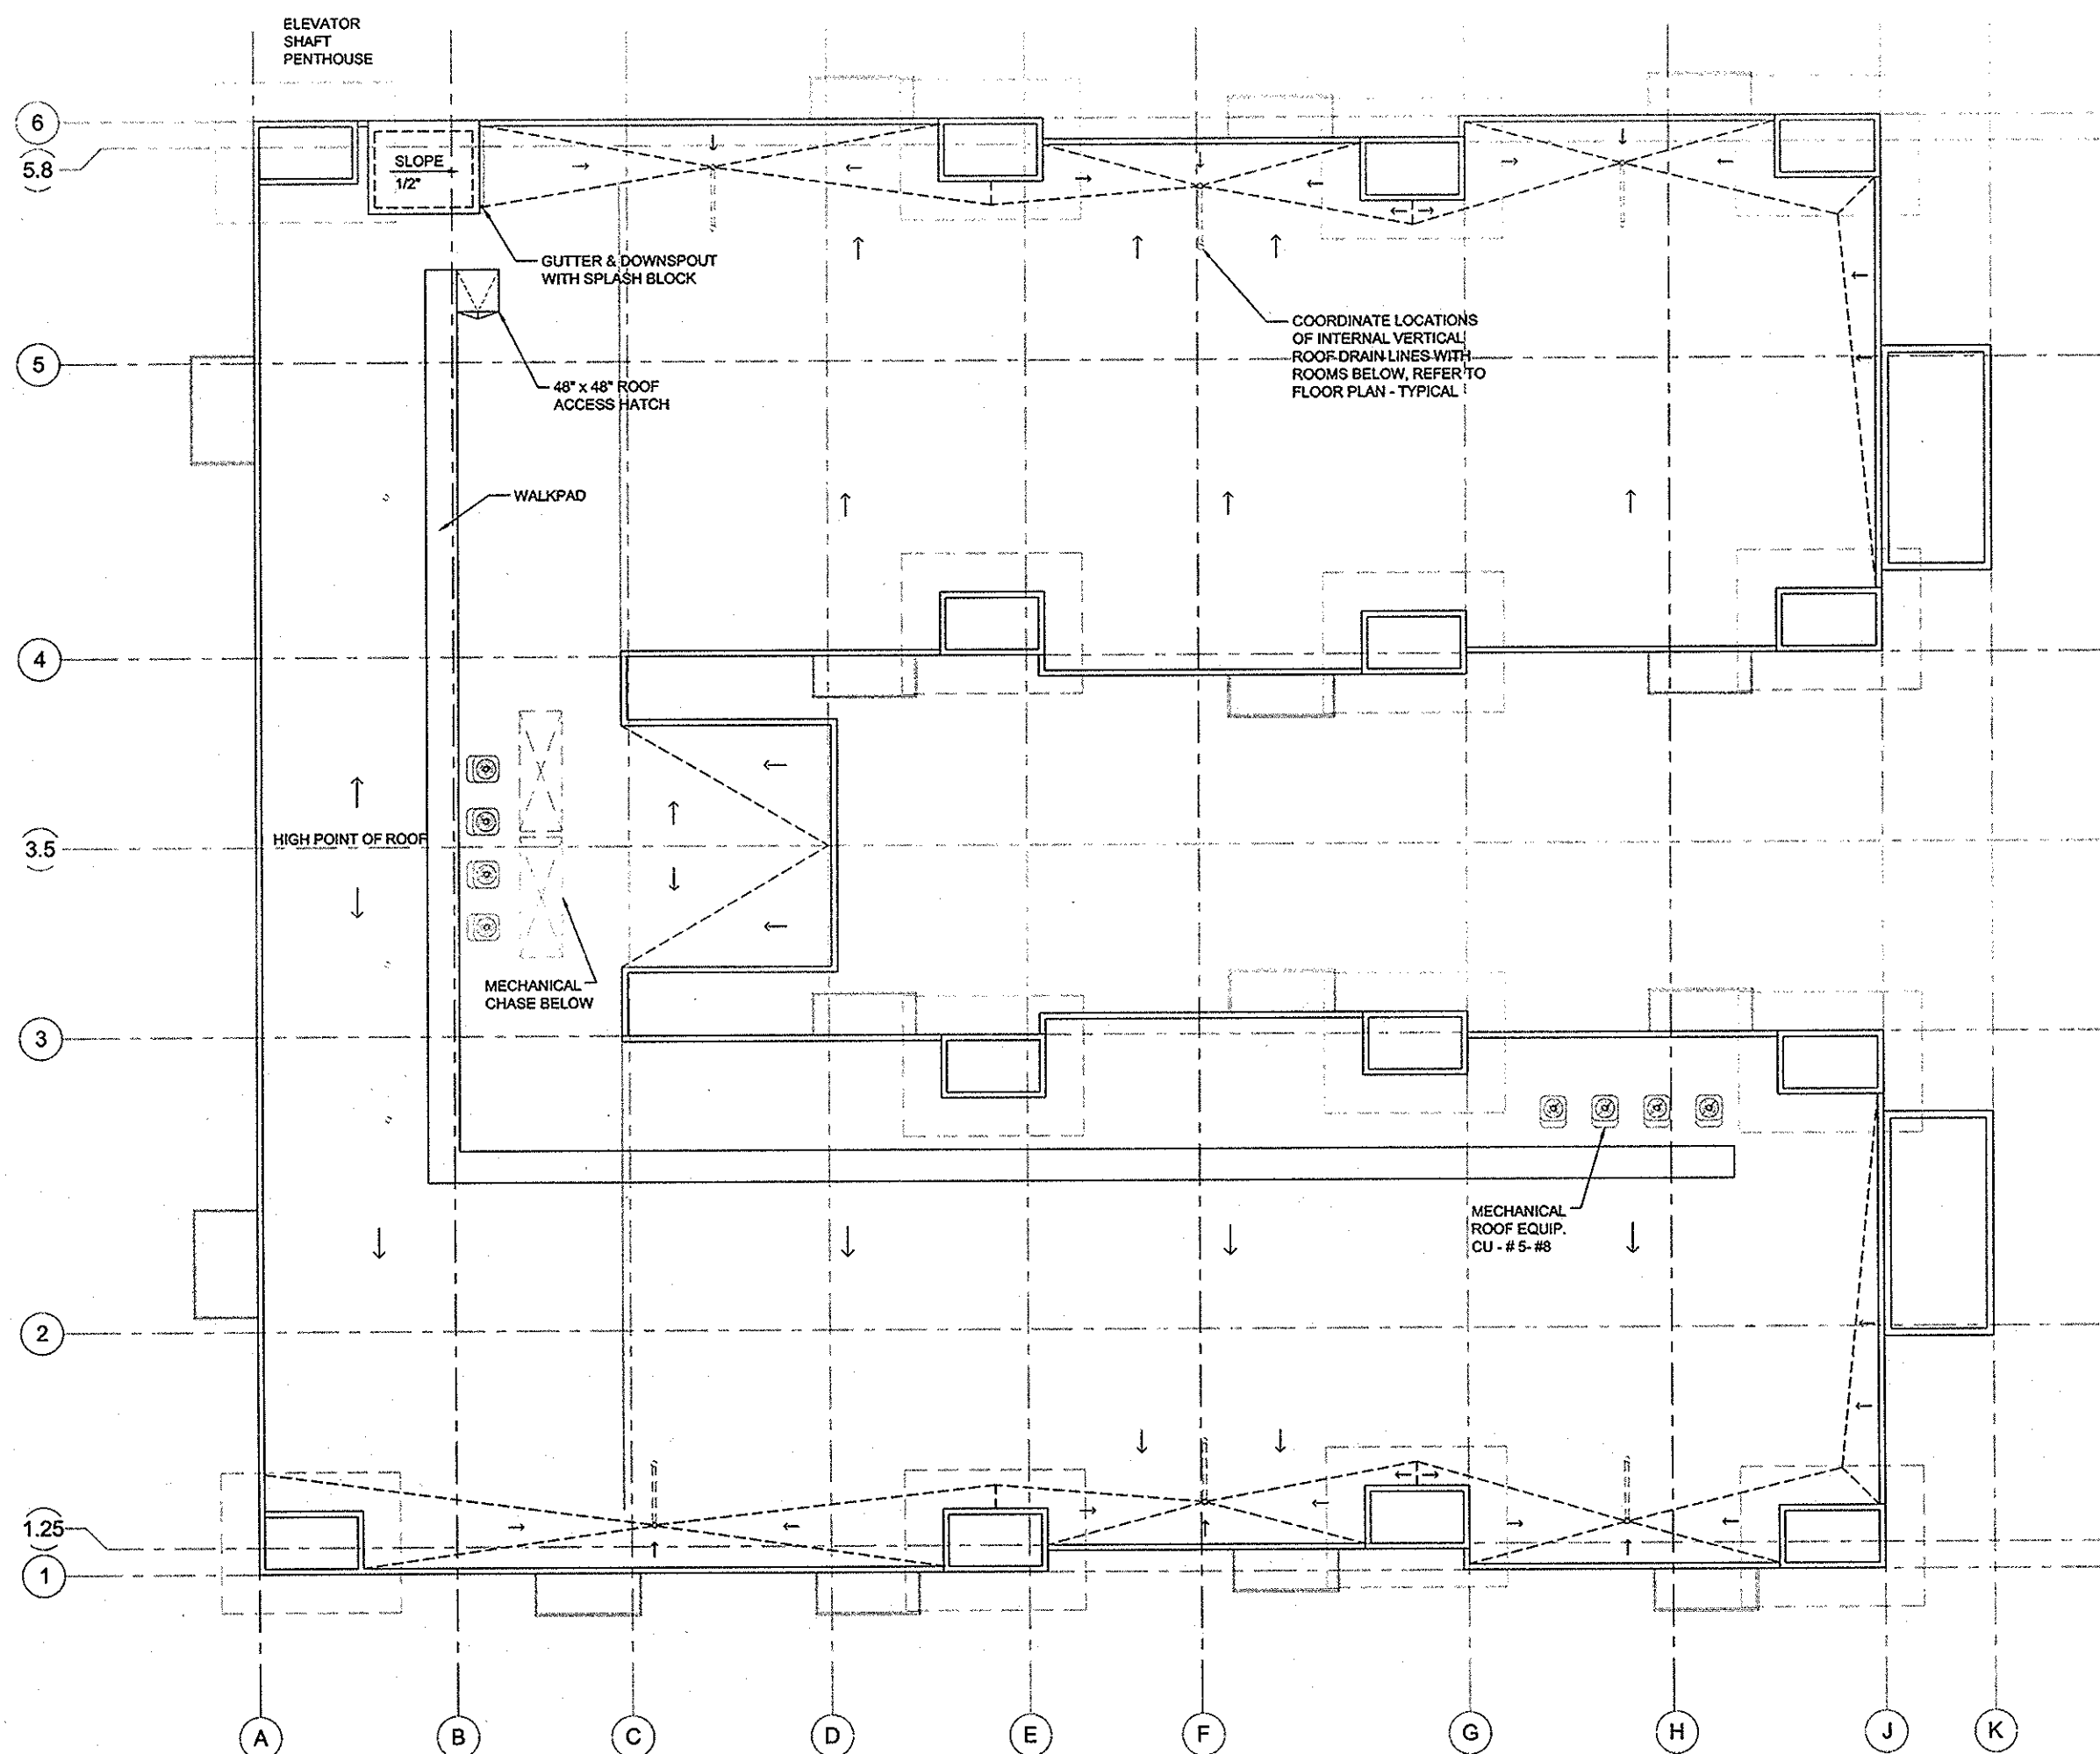 ELEVATOR
SHAFT
PENTHOUSE
6
5.8
SLOPE
1/2"
GUTTER & DOWNSPOUT
WITH SPLASH BLOCK
COORDINATE LOCATIONS
OF INTERNAL VERTICAL
ROOF DRAIN LINES WITH
ROOMS BELOW, REFER TO
FLOOR PLAN - TYPICAL
5
48" x 48" ROOF
ACCESS HATCH
WALKPAD
4
HIGH POINT OF ROOF
3.5
MECHANICAL
CHASE BELOW
3
MECHANICAL
ROOF EQUIP.
CU - # 5- #8
2
1.25
1
A
B
C
D
E
F
G
H
J
K